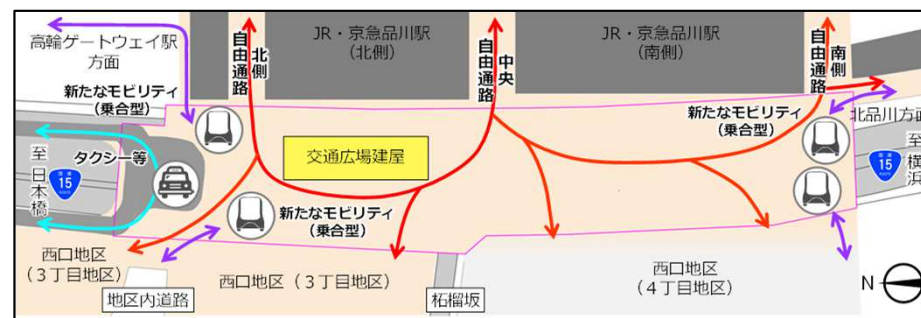 高輪ゲートウェイ駅
方面
北側
自由通路
JR・京急品川駅
(北側)
中央
自由通路
JR・京急品川駅
(南側)
南側
自由通路
新たなモビリティ
(乗合型)
新たなモビリティ
(乗合型)
北品川方面
タクシー等
交通広場建屋
至 日本橋
国道
15
ROUTE
国道
15
ROUTE
至 横浜
新たなモビリティ
(乗合型)
西口地区
(3丁目地区)
地区内道路
西口地区(3丁目地区)
柘榴坂
西口地区
(4丁目地区)
N